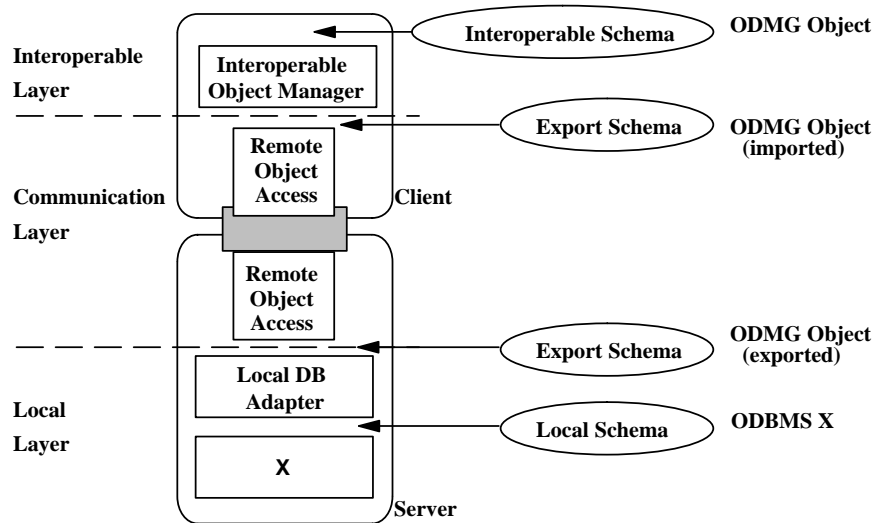 Interoperable Schema
ODMG Object
Interoperable
Layer
Interoperable
Object Manager
Export Schema
ODMG Object
(imported)
Remote
Object
Access
Communication
Layer
Client
Remote
Object
Access
Export Schema
ODMG Object
(exported)
Local DB
Adapter
Local
Layer
Local Schema
ODBMS X
X
Server